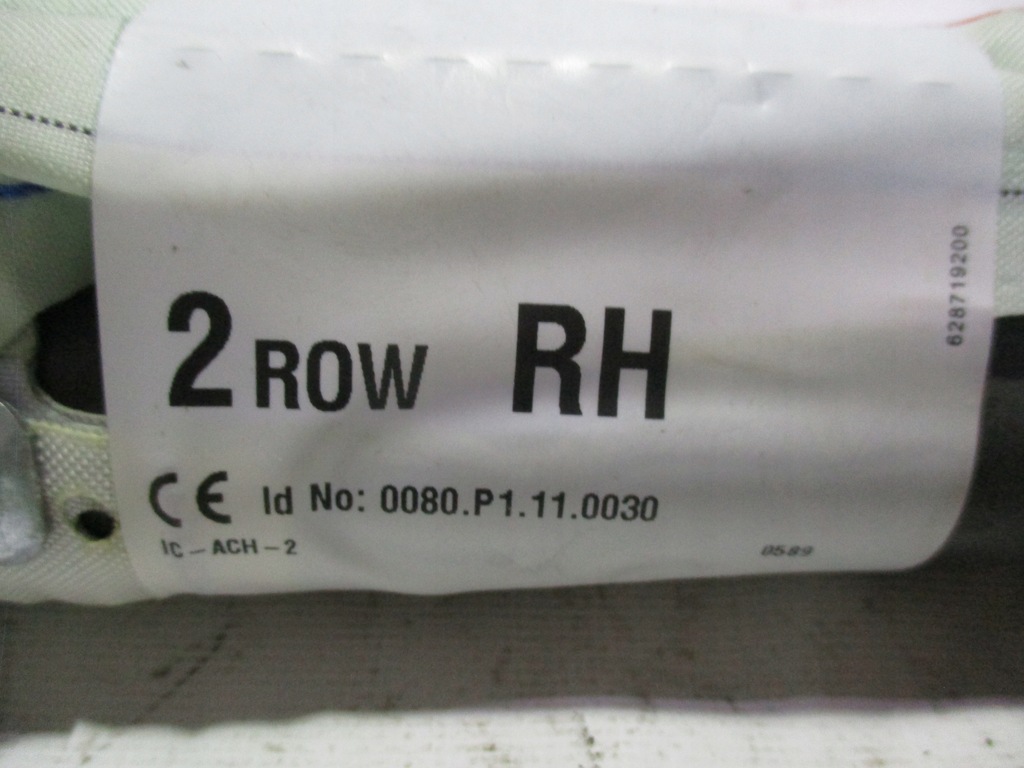 2 ROW RH
CE Id No: 0080.P1.11.0030
IC-ACH-2
0589
628719200